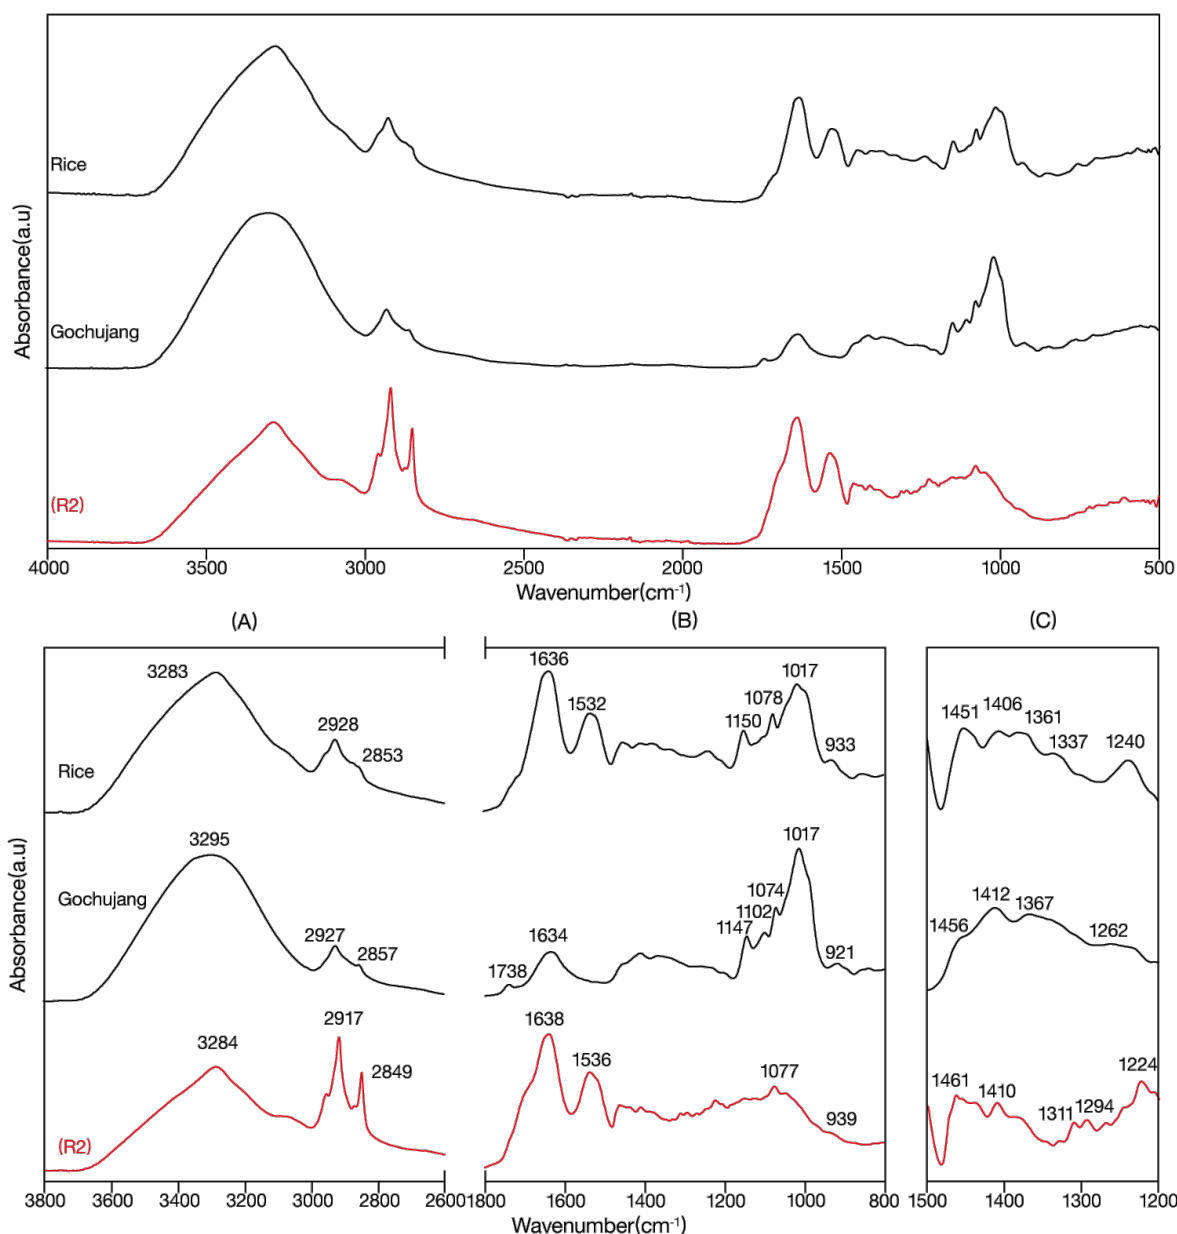 Absorbance(a.u)
Rice
Gochujang
(R2)
4000 3500 3000 2500 2000 1500 1000 500
Wavenumber(cm-1)
(A) (B) (C)
Absorbance(a.u)
3283
2928
2853
Rice
3295
2927
2857
Gochujang
3284
2917
2849
(R2)
3800 3600 3400 3200 3000 2800 2600
1636
1532
1150
1078
1017
933
1738
1634
1147
1102
1074
1017
921
1638
1536
1077
939
1800 1600 1400 1200 1000 800
1451
1406
1361
1337
1240
1456
1412
1367
1262
1461
1410
1311
1294
1224
1500 1400 1300 1200
Wavenumber(cm-1)